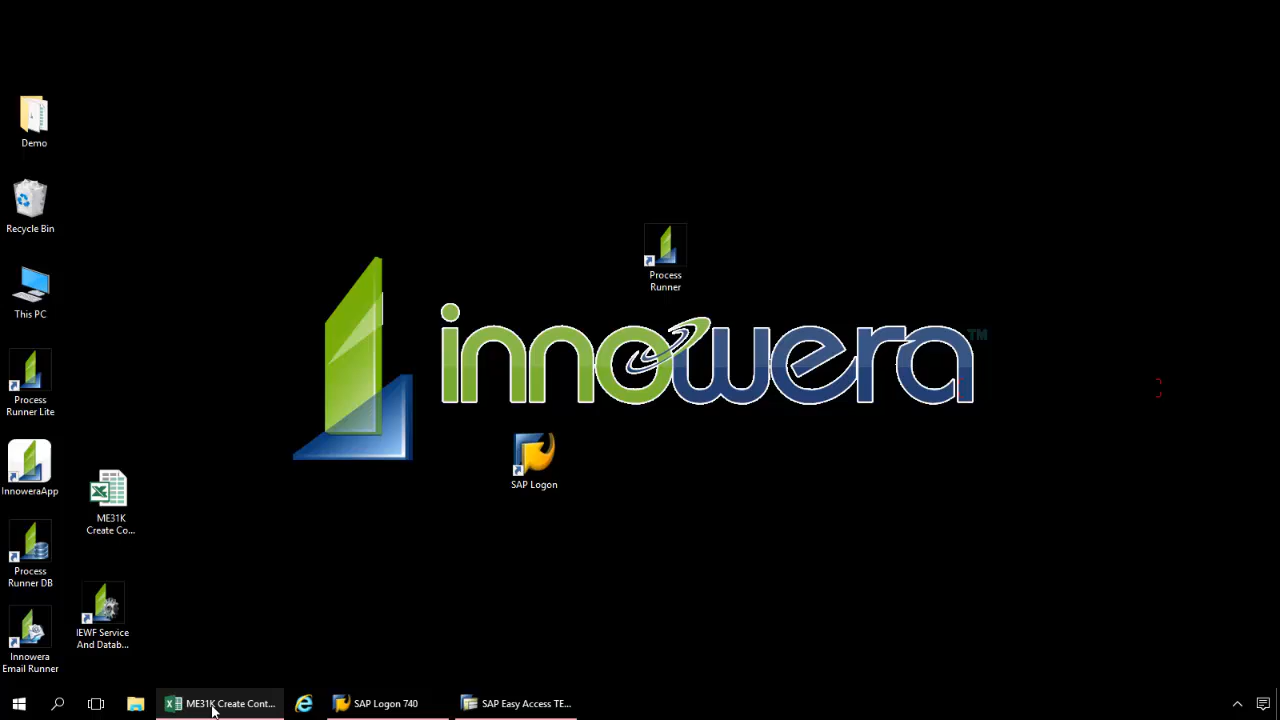 Demo
Recycle Bin
This PC
Process
Runner Lite
InnoweraApp
Process
Runner DB
Innowera
Email Runner
ME31K
Create Co...
IEWF Service
And Datab...
Process
Runner
innowera™
SAP Logon
ME31K Create Cont...
SAP Logon 740
SAP Easy Access TE...